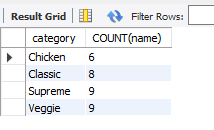 Result Grid Filter Rows:
category COUNT(name)
Chicken 6
Classic 8
Supreme 9
Veggie 9